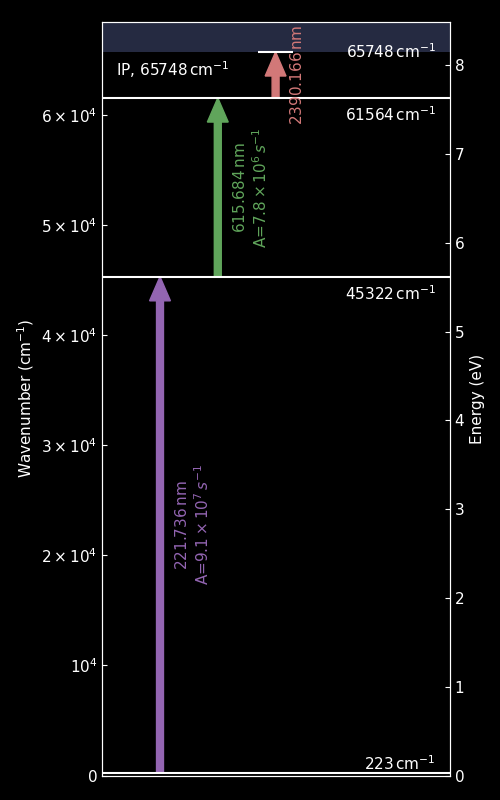 65748 cm⁻¹
IP, 65748 cm⁻¹
2390.166 nm
61564 cm⁻¹
615.684 nm
A=7.8 × 10⁶ s⁻¹
45322 cm⁻¹
221.736 nm
A=9.1 × 10⁷ s⁻¹
223 cm⁻¹
Wavenumber (cm⁻¹)
6 × 10⁴
5 × 10⁴
4 × 10⁴
3 × 10⁴
2 × 10⁴
10⁴
0
Energy (eV)
8
7
6
5
4
3
2
1
0